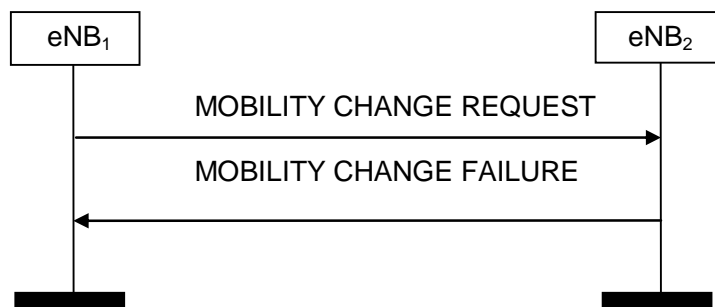 eNB₁
eNB₂
MOBILITY CHANGE REQUEST
MOBILITY CHANGE FAILURE